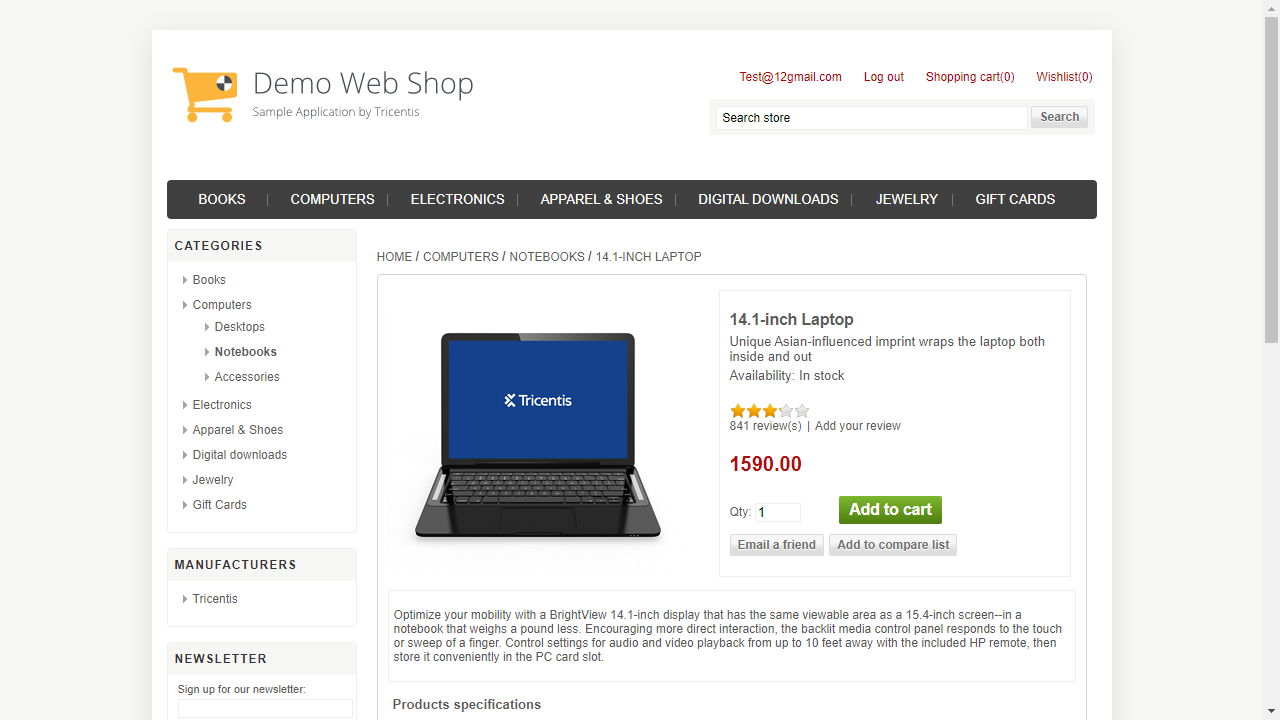 Demo Web Shop
Sample Application by Tricentis
Test@12gmail.com Log out Shopping cart(0) Wishlist(0)
Search store Search
BOOKS | COMPUTERS | ELECTRONICS | APPAREL & SHOES | DIGITAL DOWNLOADS | JEWELRY | GIFT CARDS
CATEGORIES
Books
Computers
Desktops
Notebooks
Accessories
Electronics
Apparel & Shoes
Digital downloads
Jewelry
Gift Cards
MANUFACTURERS
Tricentis
NEWSLETTER
Sign up for our newsletter:
HOME / COMPUTERS / NOTEBOOKS / 14.1-INCH LAPTOP
Tricentis
14.1-inch Laptop
Unique Asian-influenced imprint wraps the laptop both
inside and out
Availability: In stock
841 review(s) | Add your review
1590.00
Qty: 1 Add to cart
Email a friend Add to compare list
Optimize your mobility with a BrightView 14.1-inch display that has the same viewable area as a 15.4-inch screen--in a
notebook that weighs a pound less. Encouraging more direct interaction, the backlit media control panel responds to the touch
or sweep of a finger. Control settings for audio and video playback from up to 10 feet away with the included HP remote, then
store it conveniently in the PC card slot.
Products specifications